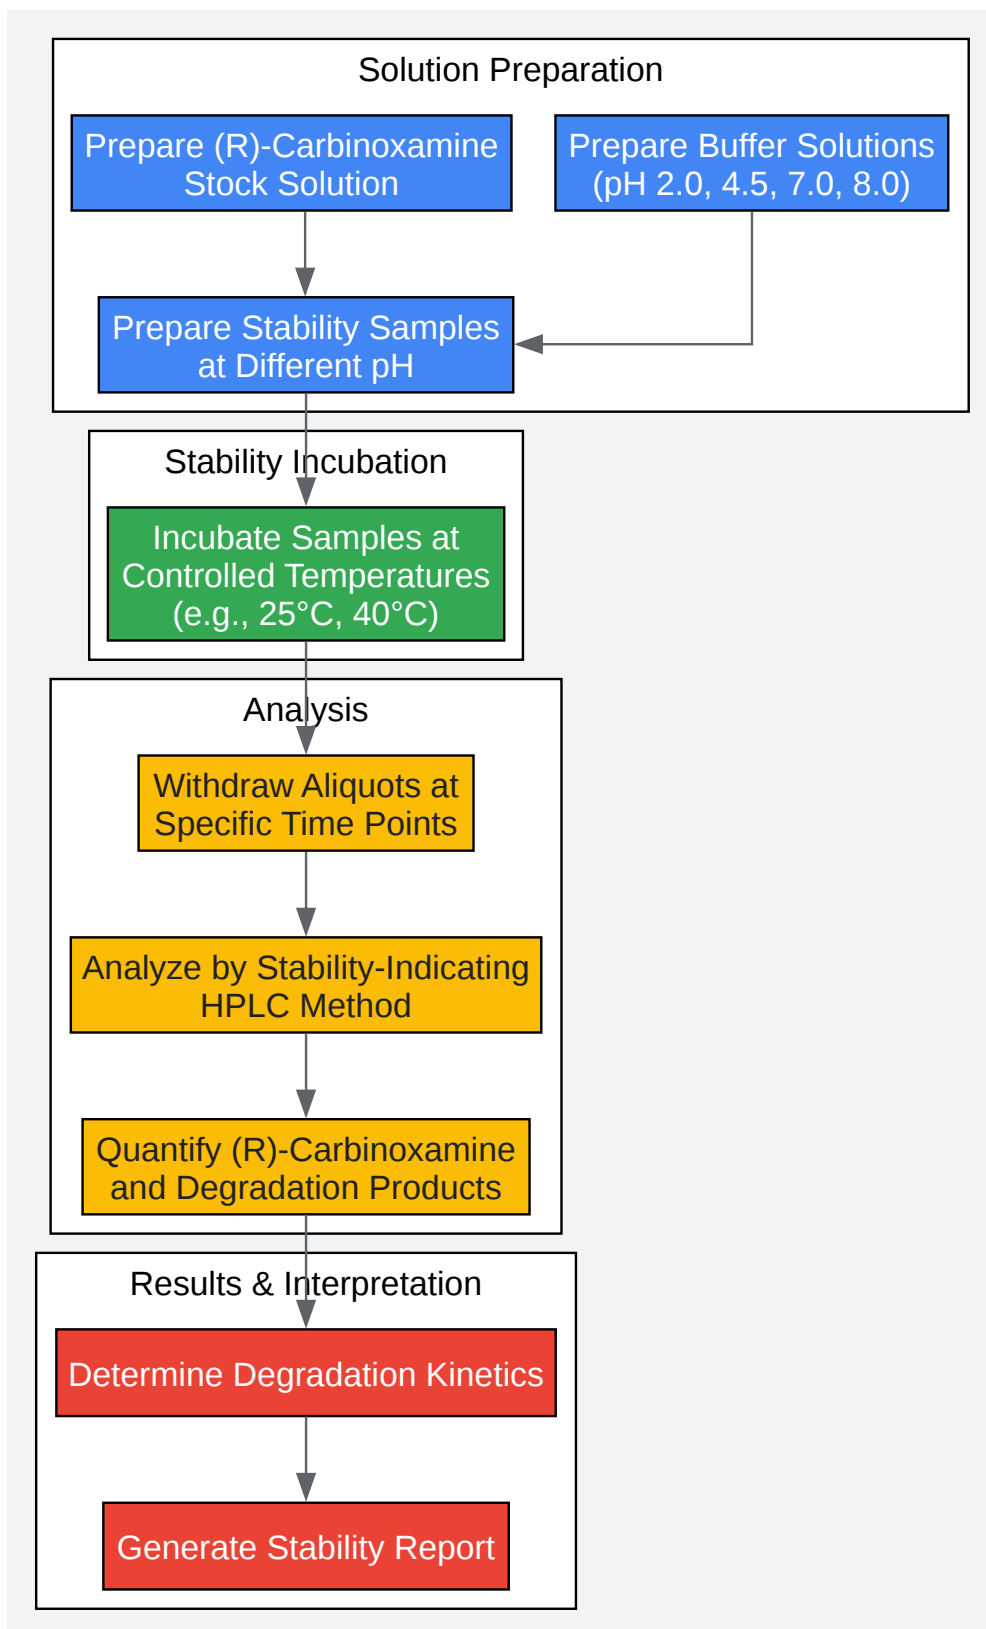 Solution Preparation
Prepare (R)-Carbinoxamine
Stock Solution
Prepare Buffer Solutions
(pH 2.0, 4.5, 7.0, 8.0)
Prepare Stability Samples
at Different pH
Stability Incubation
Incubate Samples at
Controlled Temperatures
(e.g., 25°C, 40°C)
Analysis
Withdraw Aliquots at
Specific Time Points
Analyze by Stability-Indicating
HPLC Method
Quantify (R)-Carbinoxamine
and Degradation Products
Results & Interpretation
Determine Degradation Kinetics
Generate Stability Report